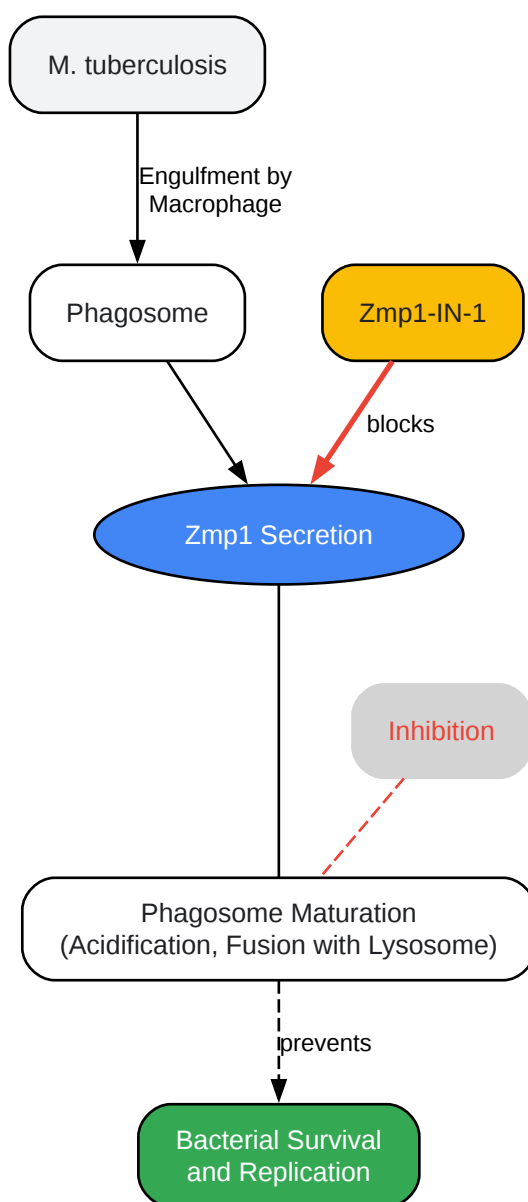 M. tuberculosis
Engulfment by
Macrophage
Phagosome
Zmp1-IN-1
blocks
Zmp1 Secretion
Inhibition
Phagosome Maturation
(Acidification, Fusion with Lysosome)
prevents
Bacterial Survival
and Replication